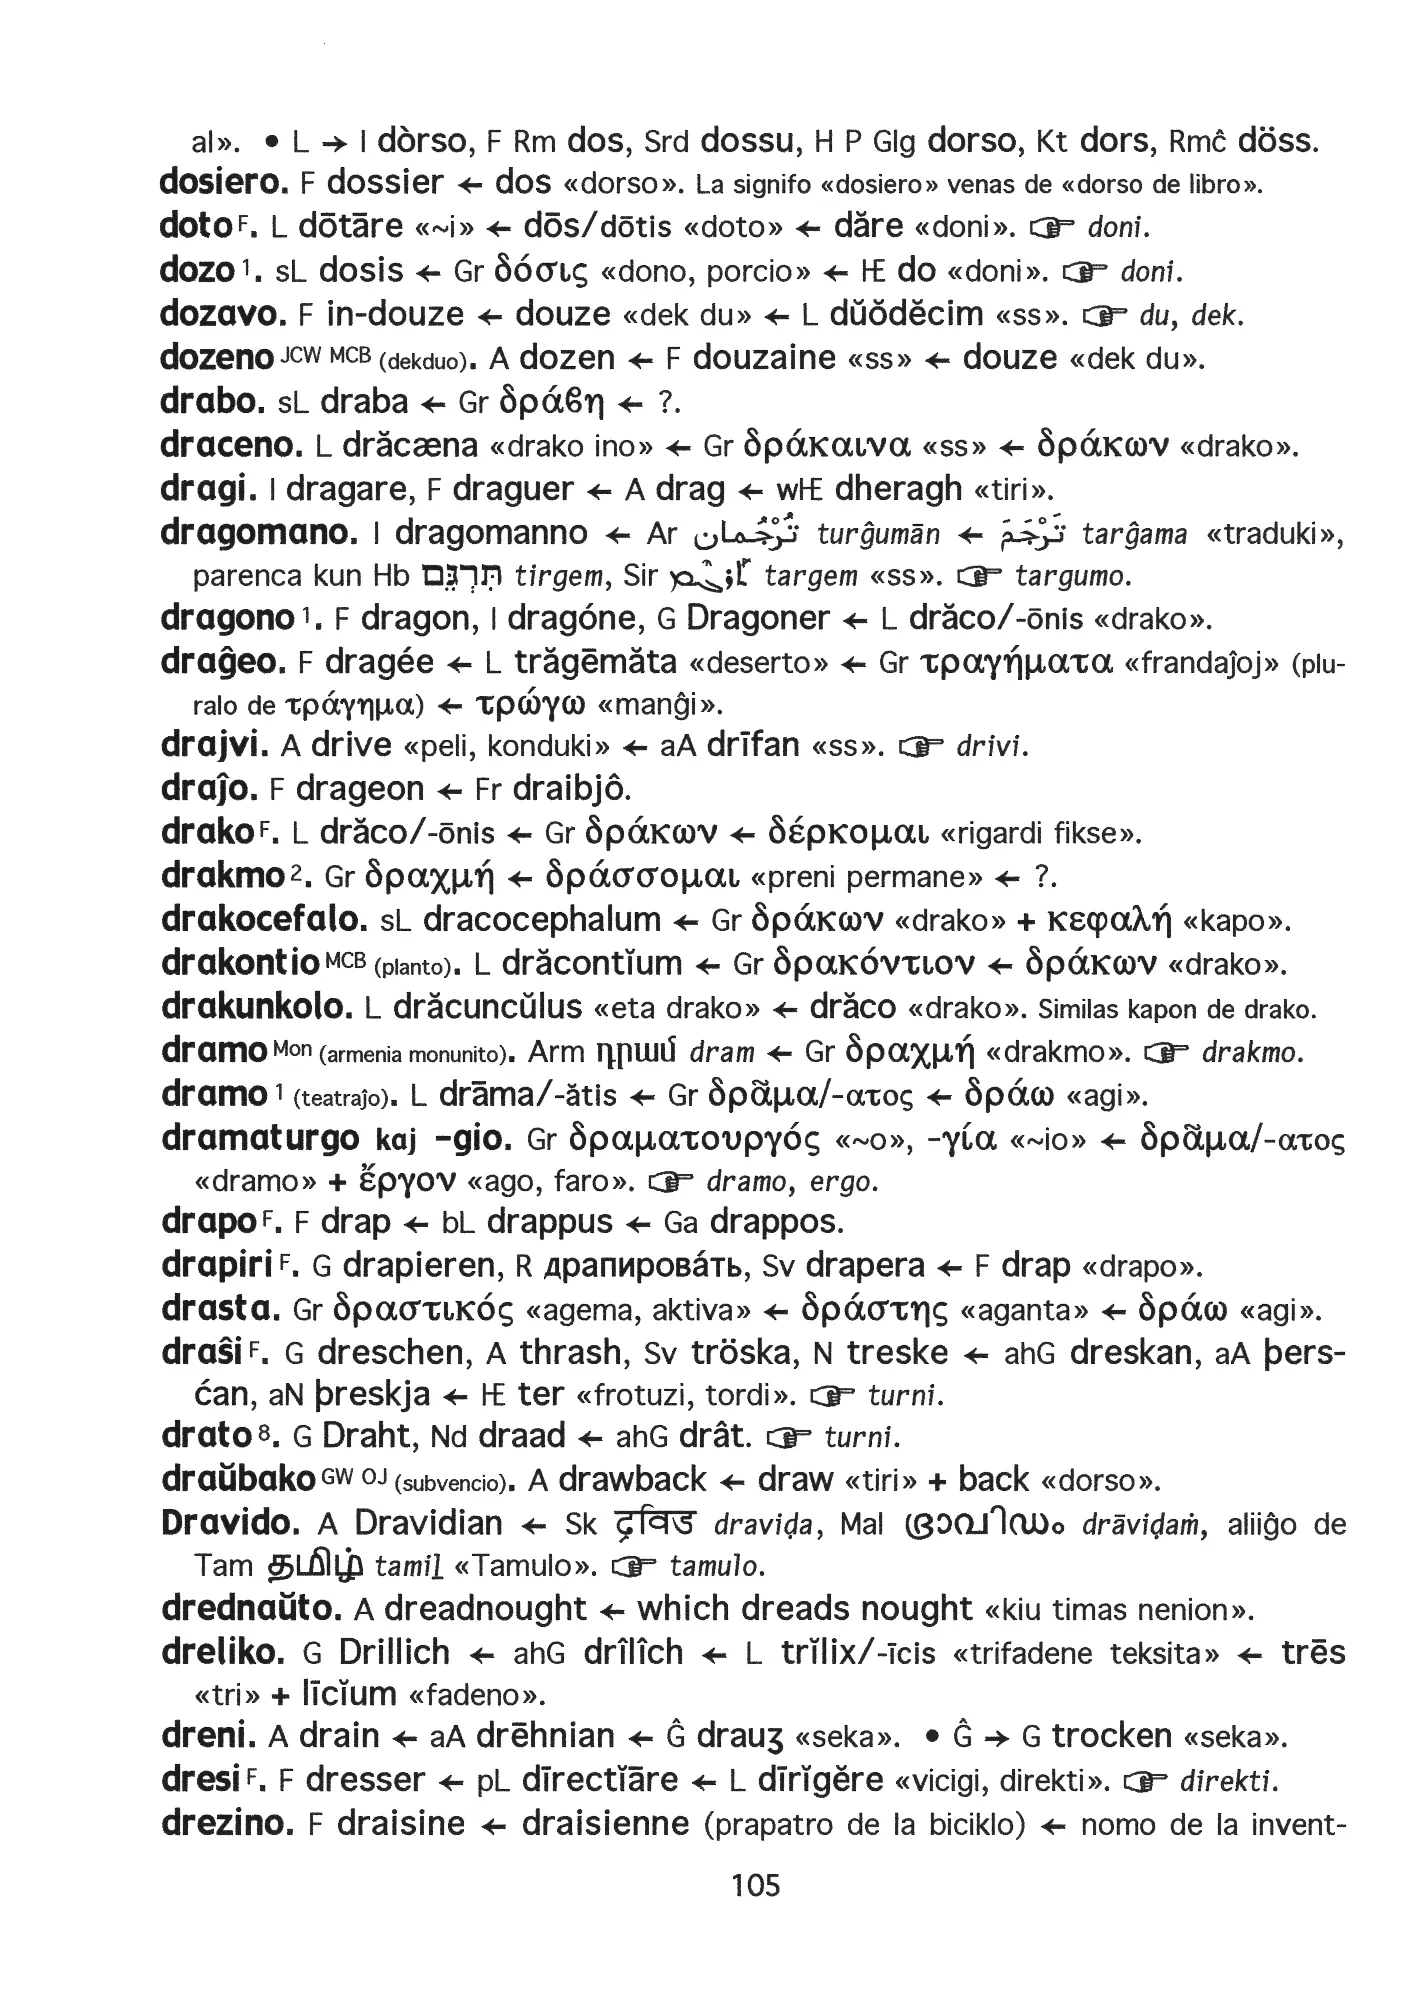 al». • L → I dòrso, F Rm dos, Srd dossu, H P Glg dorso, Kt dors, Rmĉ döss.
dosiero. F dossier ← dos «dorso». La signifo «dosiero» venas de «dorso de libro».
doto F. L dōtāre «~i» ← dōs/dōtis «doto» ← dăre «doni». ☞ doni.
dozo 1. sL dosis ← Gr δόσις «dono, porcio» ← IE do «doni». ☞ doni.
dozavo. F in-douze ← douze «dek du» ← L dŭŏdĕcim «ss». ☞ du, dek.
dozeno JCW MCB (dekduo). A dozen ← F douzaine «ss» ← douze «dek du».
drabo. sL draba ← Gr δράϐη ← ?.
draceno. L drăcæna «drako ino» ← Gr δράκαινα «ss» ← δράκων «drako».
dragi. I dragare, F draguer ← A drag ← wIE dheragh «tiri».
dragomano. I dragomanno ← Ar تُرْجُمان turĝumān ← تَرْجَمَ tarĝama «traduki»,
parenca kun Hb תִּרְגֵּם tirgem, Sir targem «ss». ☞ targumo.
dragono 1. F dragon, I dragóne, G Dragoner ← L drăco/-ōnis «drako».
draĝeo. F dragée ← L trăgēmăta «deserto» ← Gr τραγήματα «frandaĵoj» (plu-
ralo de τράγημα) ← τρώγω «manĝi».
drajvi. A drive «peli, konduki» ← aA drīfan «ss». ☞ drivi.
draĵo. F drageon ← Fr draibjô.
drako F. L drăco/-ōnis ← Gr δράκων ← δέρκομαι «rigardi fikse».
drakmo 2. Gr δραχμή ← δράσσομαι «preni permane» ← ?.
drakocefalo. sL dracocephalum ← Gr δράκων «drako» + κεφαλή «kapo».
drakontio MCB (planto). L drăcontĭum ← Gr δρακόντιον ← δράκων «drako».
drakunkolo. L drăcuncŭlus «eta drako» ← drăco «drako». Similas kapon de drako.
dramo Mon (armenia monunito). Arm դրամ dram ← Gr δραχμή «drakmo». ☞ drakmo.
dramo 1 (teatraĵo). L drāma/-ătis ← Gr δρᾶμα/-ατος ← δράω «agi».
dramaturgo kaj -gio. Gr δραματουργός «~o», -γία «~io» ← δρᾶμα/-ατος
«dramo» + ἔργον «ago, faro». ☞ dramo, ergo.
drapo F. F drap ← bL drappus ← Ga drappos.
drapiri F. G drapieren, R драпирова́ть, Sv drapera ← F drap «drapo».
drasta. Gr δραστικός «agema, aktiva» ← δράστης «aganta» ← δράω «agi».
draŝi F. G dreschen, A thrash, Sv tröska, N treske ← ahG dreskan, aA þers-
ćan, aN þreskja ← IE ter «frotuzi, tordi». ☞ turni.
drato 8. G Draht, Nd draad ← ahG drât. ☞ turni.
draŭbako GW OJ (subvencio). A drawback ← draw «tiri» + back «dorso».
Dravido. A Dravidian ← Sk द्रविड draviḍa, Mal ദ്രാവിഡം drāviḍaṁ, aliiĝo de
Tam தமிழ் tamiḻ «Tamulo». ☞ tamulo.
drednaŭto. A dreadnought ← which dreads nought «kiu timas nenion».
dreliko. G Drillich ← ahG drîlîch ← L trĭlix/-īcis «trifadene teksita» ← trēs
«tri» + līcĭum «fadeno».
dreni. A drain ← aA drēhnian ← Ĝ drauʒ «seka». • Ĝ → G trocken «seka».
dresi F. F dresser ← pL dīrectĭāre ← L dīrĭgĕre «vicigi, direkti». ☞ direkti.
drezino. F draisine ← draisienne (prapatro de la biciklo) ← nomo de la invent-
105